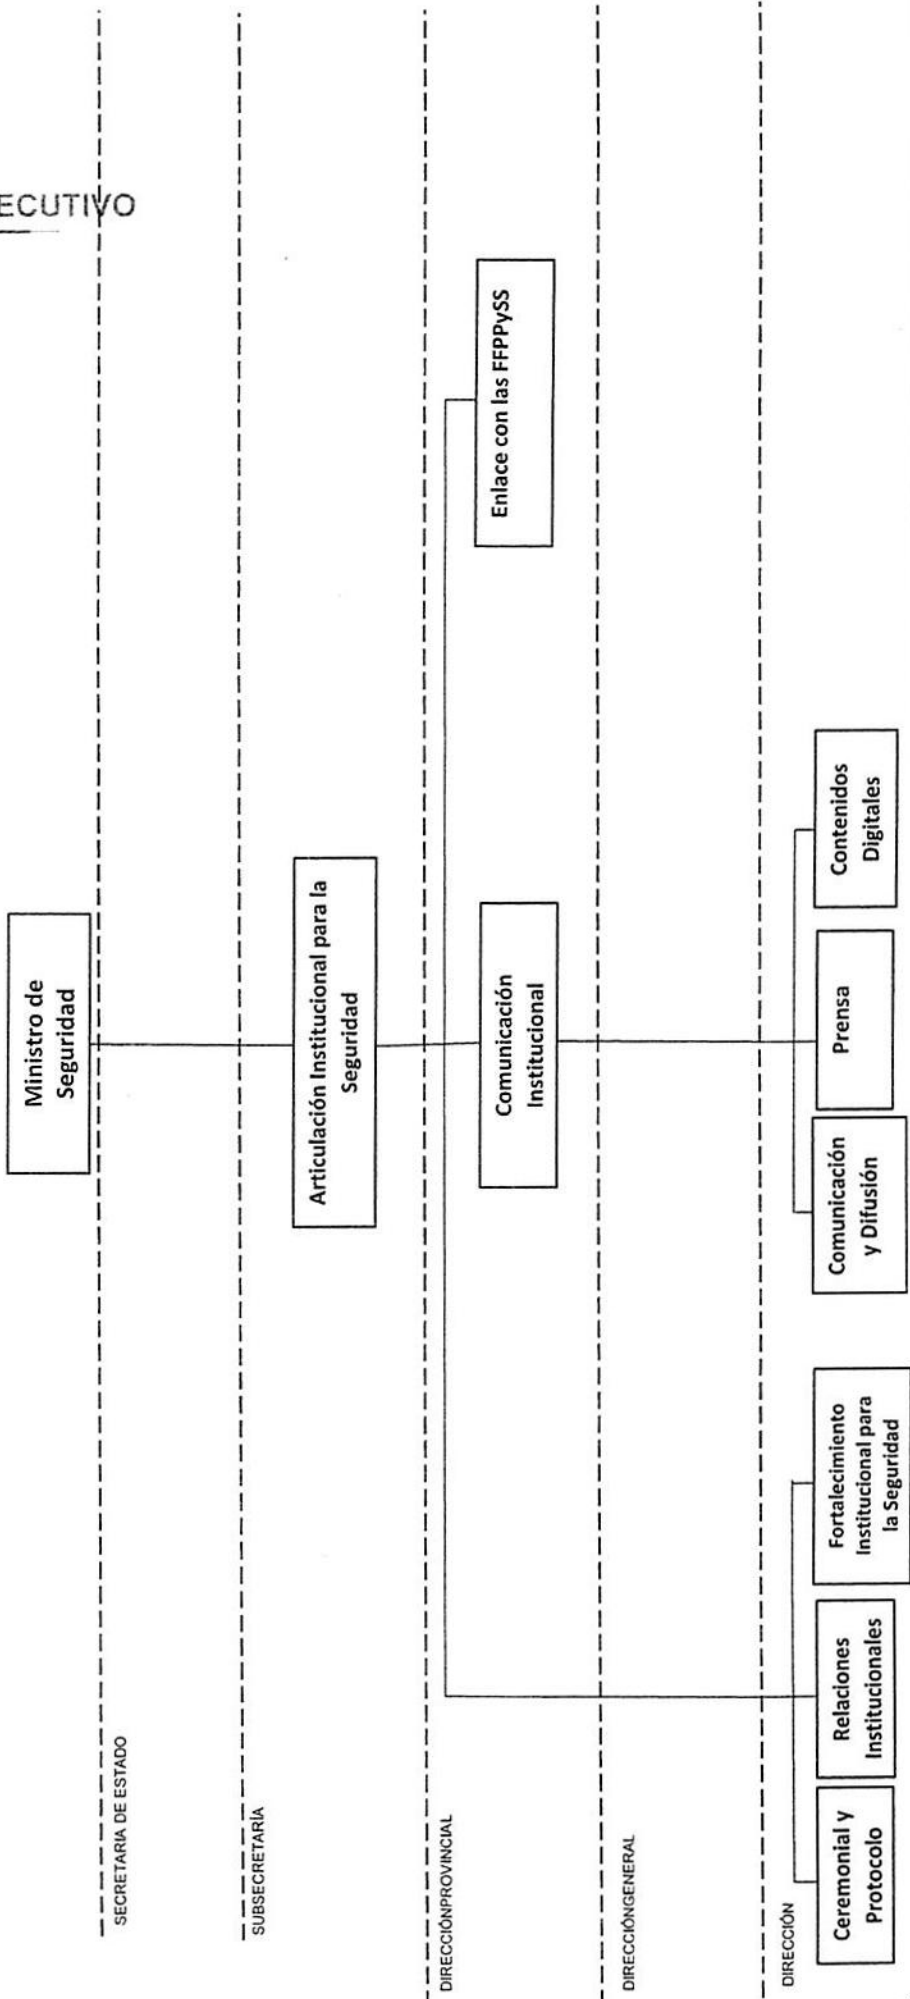 ECUTIVO
Ministro de
Seguridad
SECRETARIA DE ESTADO
SUBSECRETARÍA
Articulación Institucional para la
Seguridad
DIRECCIÓNPROVINCIAL
Comunicación
Institucional
Enlace con las FFPPySS
DIRECCIÓNGENERAL
DIRECCIÓN
Ceremonial y
Protocolo
Relaciones
Institucionales
Fortalecimiento
Institucional para
la Seguridad
Comunicación
y Difusión
Prensa
Contenidos
Digitales